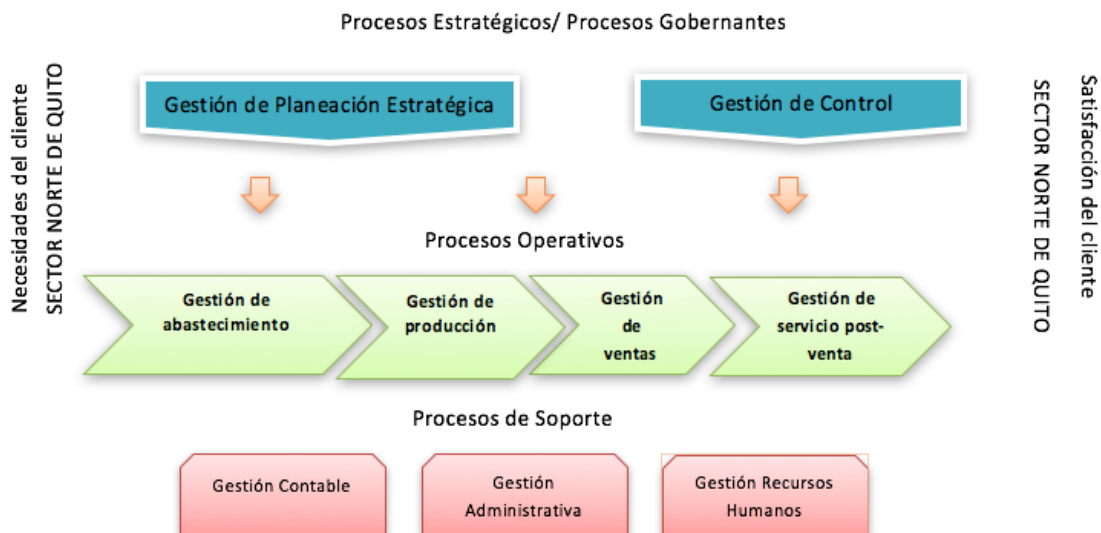 Procesos Estratégicos/ Procesos Gobernantes
Necesidades del cliente
SECTOR NORTE DE QUITO
Gestión de Planeación Estratégica
Gestión de Control
Satisfacción del cliente
SECTOR NORTE DE QUITO
Procesos Operativos
Gestión de
abastecimiento
Gestión de
producción
Gestión
de
ventas
Gestión de
servicio post-
venta
Procesos de Soporte
Gestión Contable
Gestión
Administrativa
Gestión Recursos
Humanos